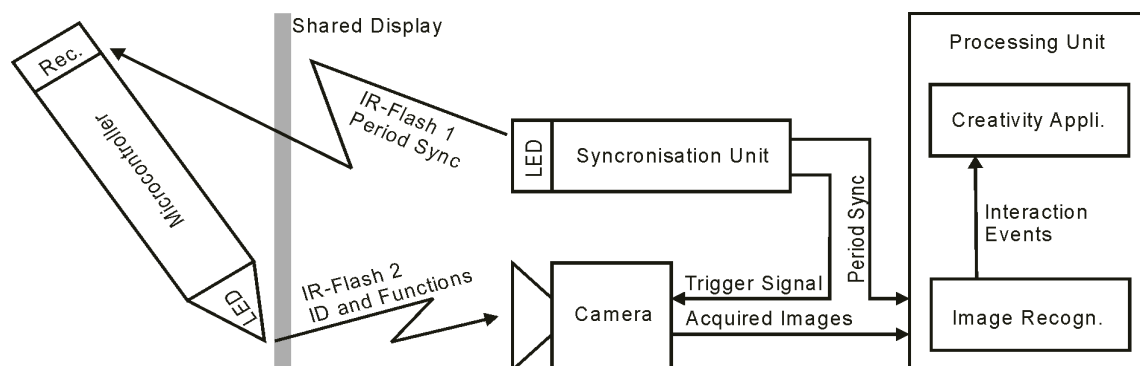 Shared Display
Processing Unit
Rec.
Microcontroller
LED
IR-Flash 1
Period Sync
LED
Syncronisation Unit
Creativity Appli.
Period Sync
Interaction
Events
IR-Flash 2
ID and Functions
Trigger Signal
Camera
Acquired Images
Image Recogn.